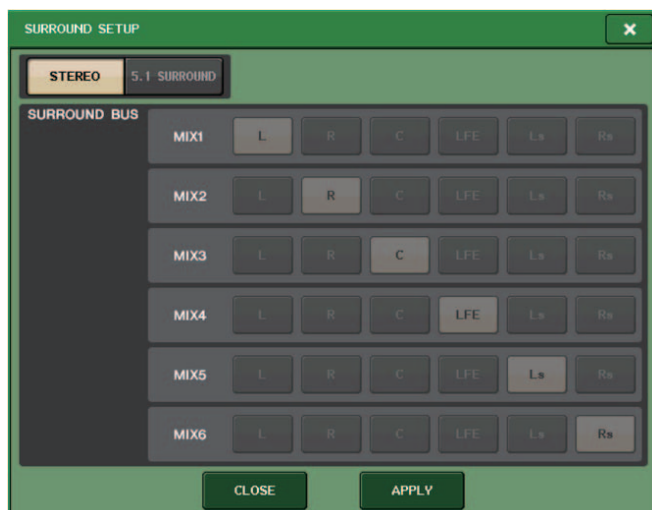 SURROUND SETUP
STEREO 5.1 SURROUND
SURROUND BUS
MIX1 L R C LFE Ls Rs
MIX2 L R C LFE Ls Rs
MIX3 L R C LFE Ls Rs
MIX4 L R C LFE Ls Rs
MIX5 L R C LFE Ls Rs
MIX6 L R C LFE Ls Rs
CLOSE APPLY